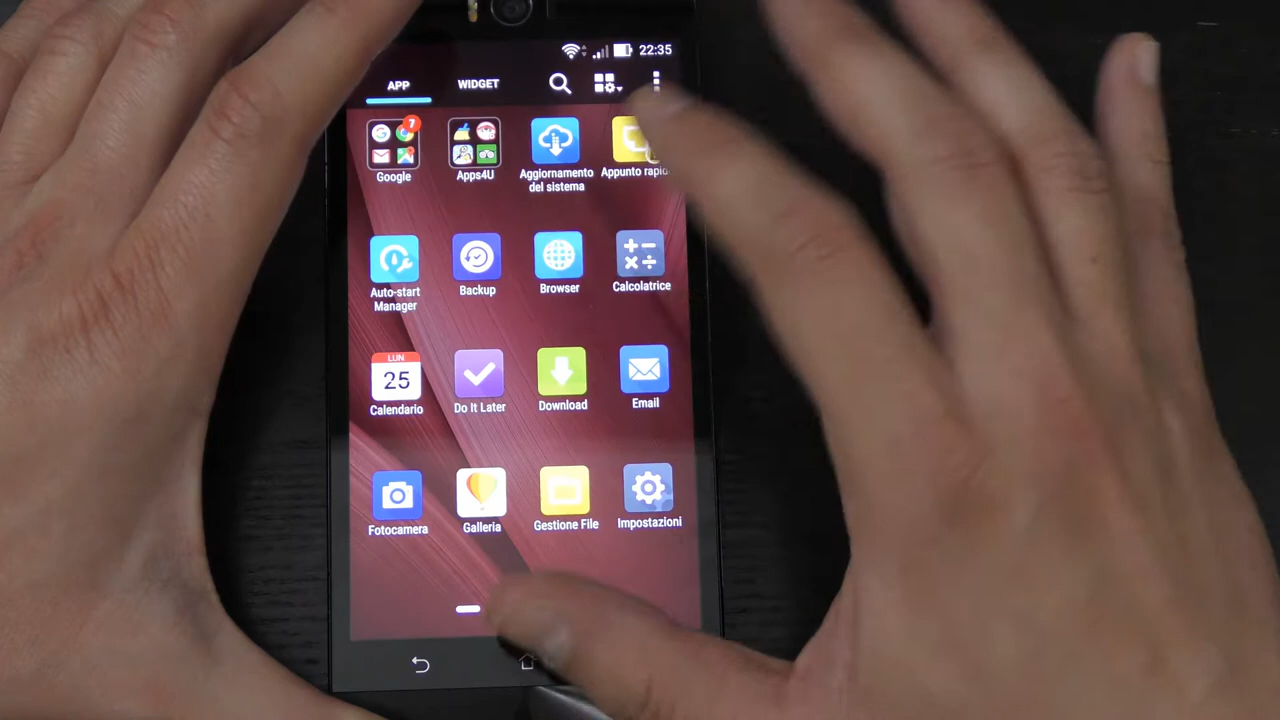 22:35
APP WIDGET
7
Google Apps4U Aggiornamento del sistema Appunto rapido
Auto-start Manager Backup Browser Calcolatrice
LUN
25
Calendario Do It Later Download Email
Fotocamera Galleria Gestione File Impostazioni